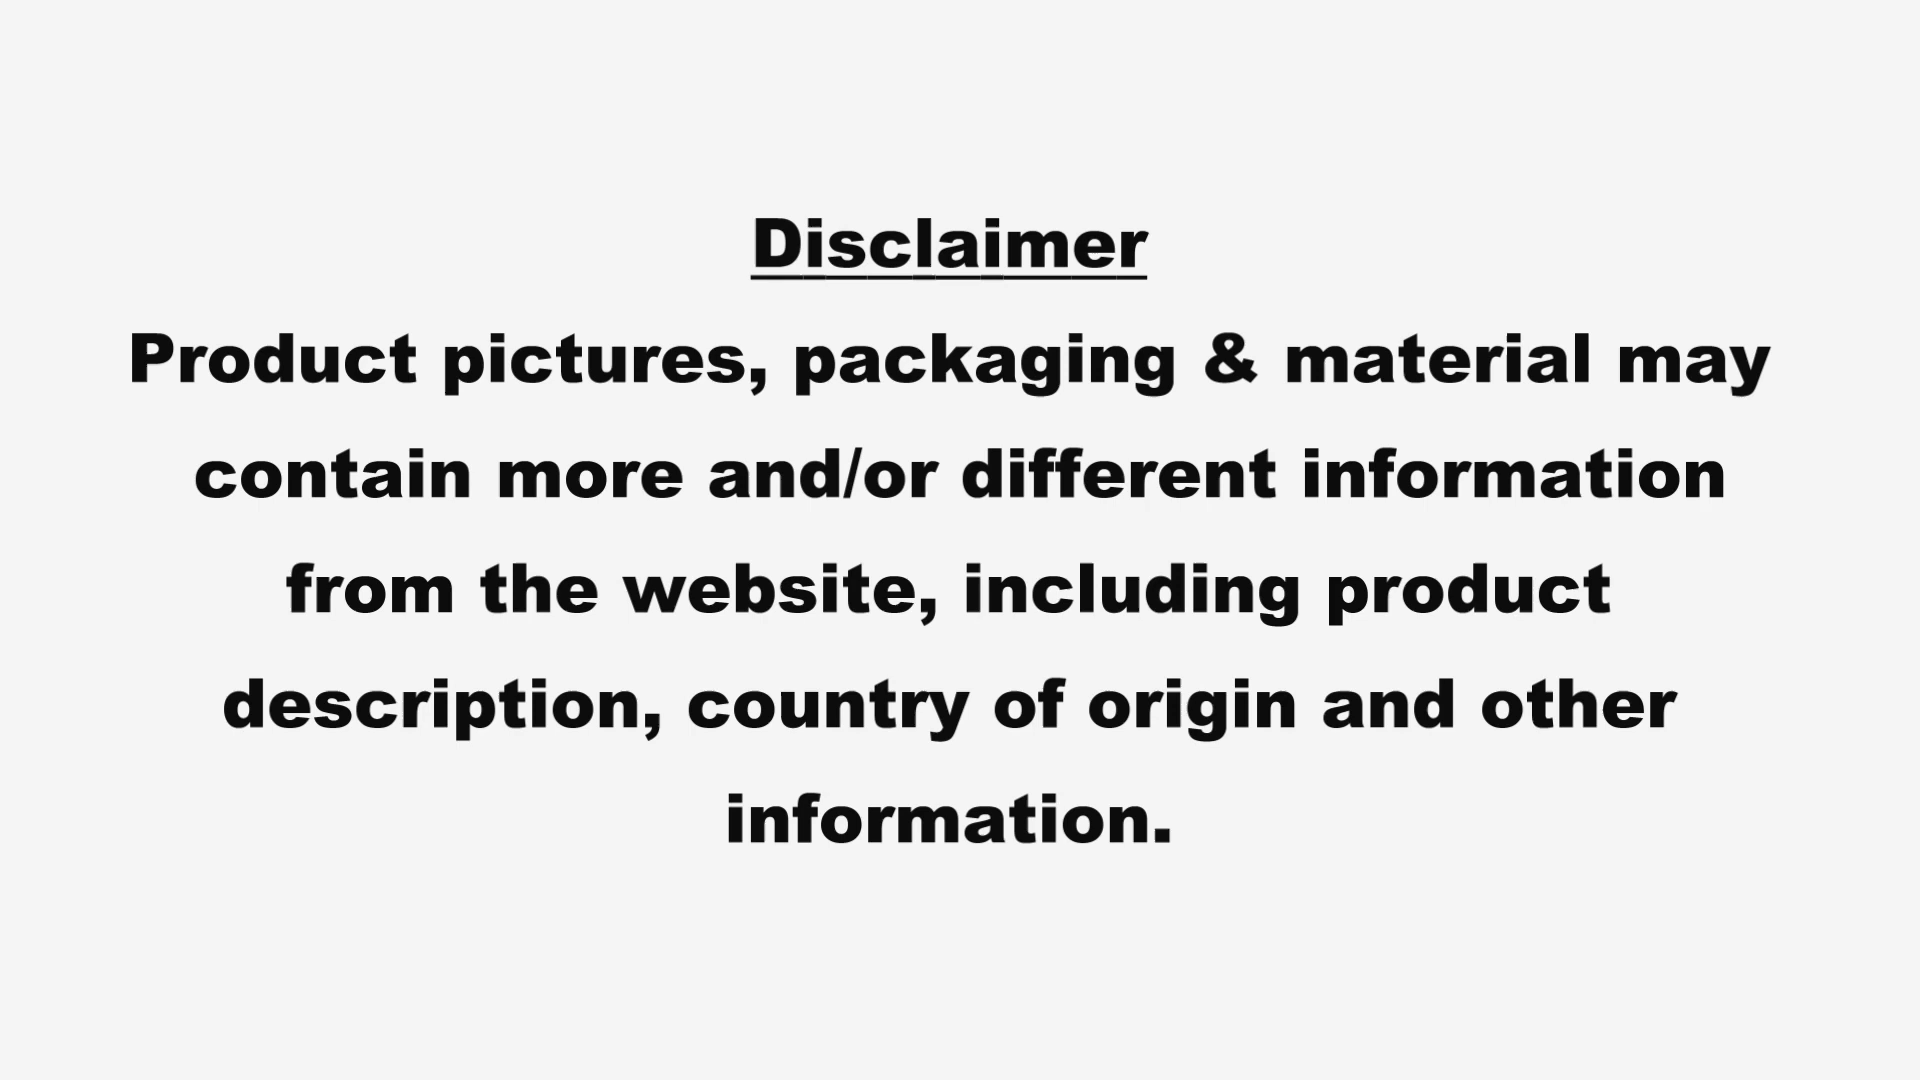 Disclaimer
Product pictures, packaging & material may
contain more and/or different information
from the website, including product
description, country of origin and other
information.